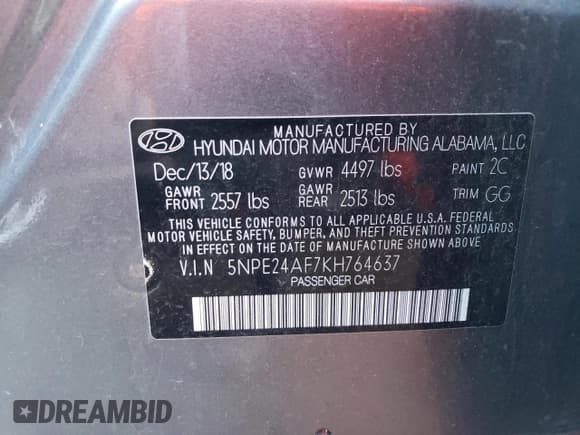 MANUFACTURED BY
HYUNDAI MOTOR MANUFACTURING ALABAMA, LLC
Dec/13/18 GVWR 4497 lbs PAINT 2C
GAWR FRONT 2557 lbs GAWR REAR 2513 lbs TRIM GG
THIS VEHICLE CONFORMS TO ALL APPLICABLE U.S.A. FEDERAL
MOTOR VEHICLE SAFETY, BUMPER, AND THEFT PREVENTION STANDARDS
IN EFFECT ON THE DATE OF MANUFACTURE SHOWN ABOVE.
V.I.N 5NPE24AF7KH764637
PASSENGER CAR
DREAMBID